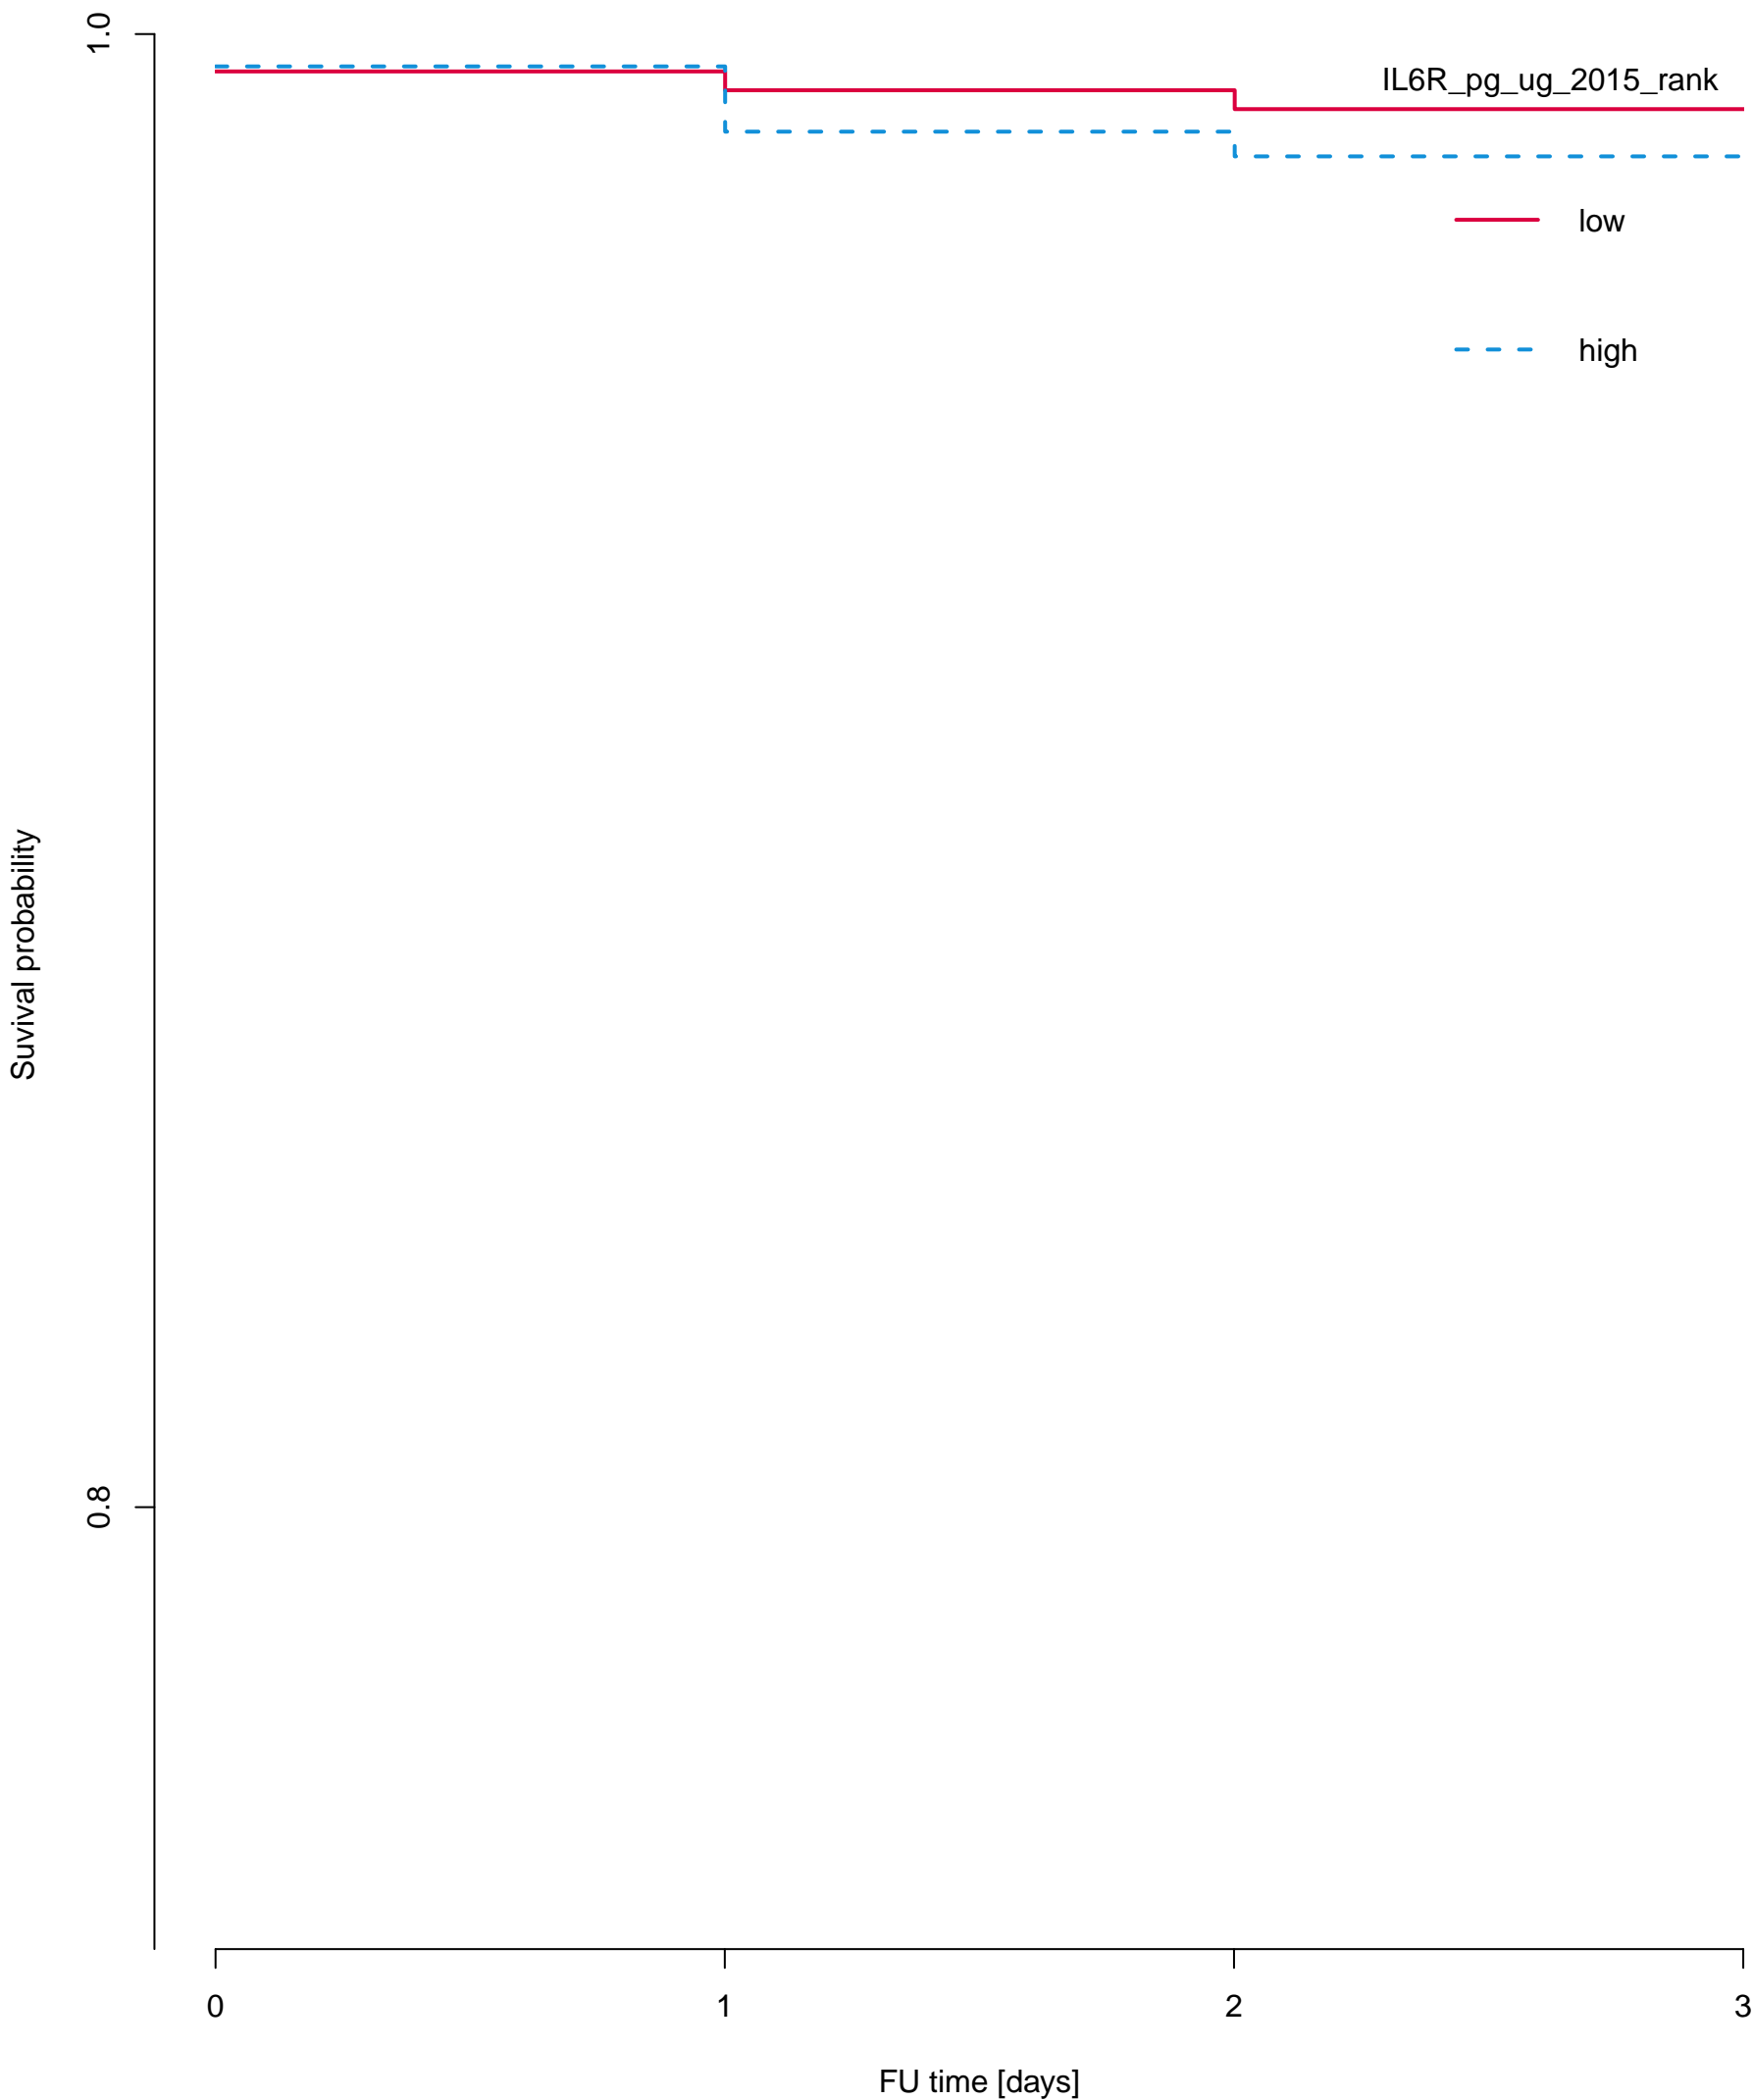 1.0
IL6R_pg_ug_2015_rank
low
high
Suvival probability
0.8
0
1
2
3
FU time [days]